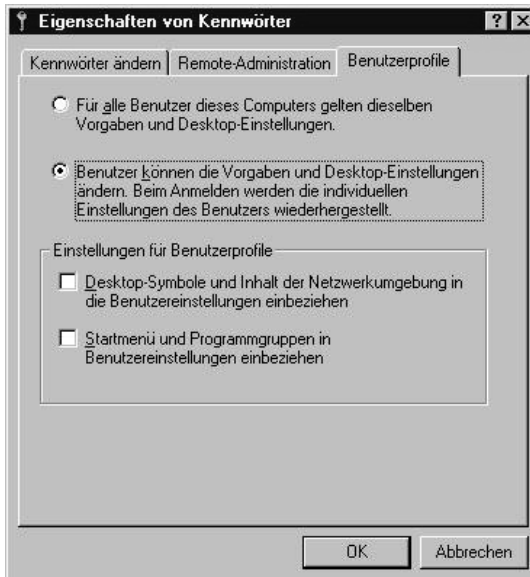 Eigenschaften von Kennwörter
Kennwörter ändern Remote-Administration Benutzerprofile
Für alle Benutzer dieses Computers gelten dieselben
Vorgaben und Desktop-Einstellungen.
Benutzer können die Vorgaben und Desktop-Einstellungen
ändern. Beim Anmelden werden die individuellen
Einstellungen des Benutzers wiederhergestellt.
Einstellungen für Benutzerprofile
Desktop-Symbole und Inhalt der Netzwerkumgebung in
die Benutzereinstellungen einbeziehen
Startmenü und Programmgruppen in
Benutzereinstellungen einbeziehen
OK Abbrechen